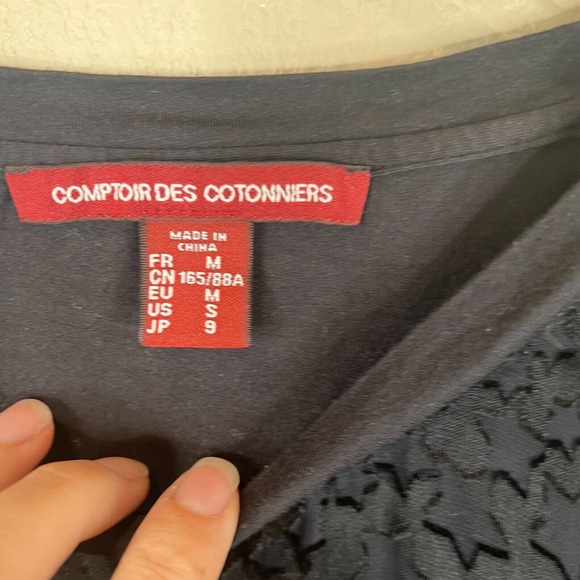 COMPTOIR DES COTONNIERS
MADE IN
CHINA
FR M
CN 165/88A
EU M
US S
JP 9